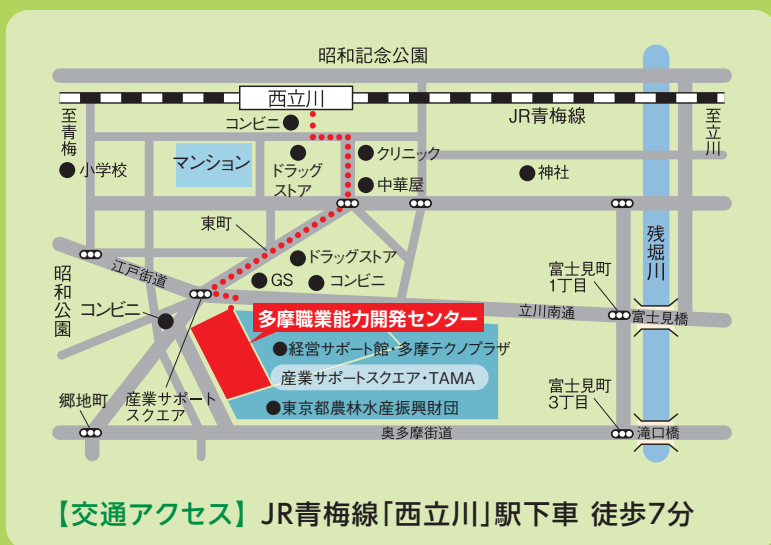 昭和記念公園
西立川
JR青梅線
至青梅
至立川
コンビニ
小学校
マンション
ドラッグ
ストア
クリニック
中華屋
神社
残堀川
東町
ドラッグストア
GS
コンビニ
江戸街道
昭和公園
コンビニ
富士見町
1丁目
立川南通
富士見橋
多摩職業能力開発センター
経営サポート館・多摩テクノプラザ
産業サポートスクエア・TAMA
東京都農林水産振興財団
郷地町
産業サポート
スクエア
富士見町
3丁目
奥多摩街道
滝口橋
【交通アクセス】JR青梅線「西立川」駅下車 徒歩7分